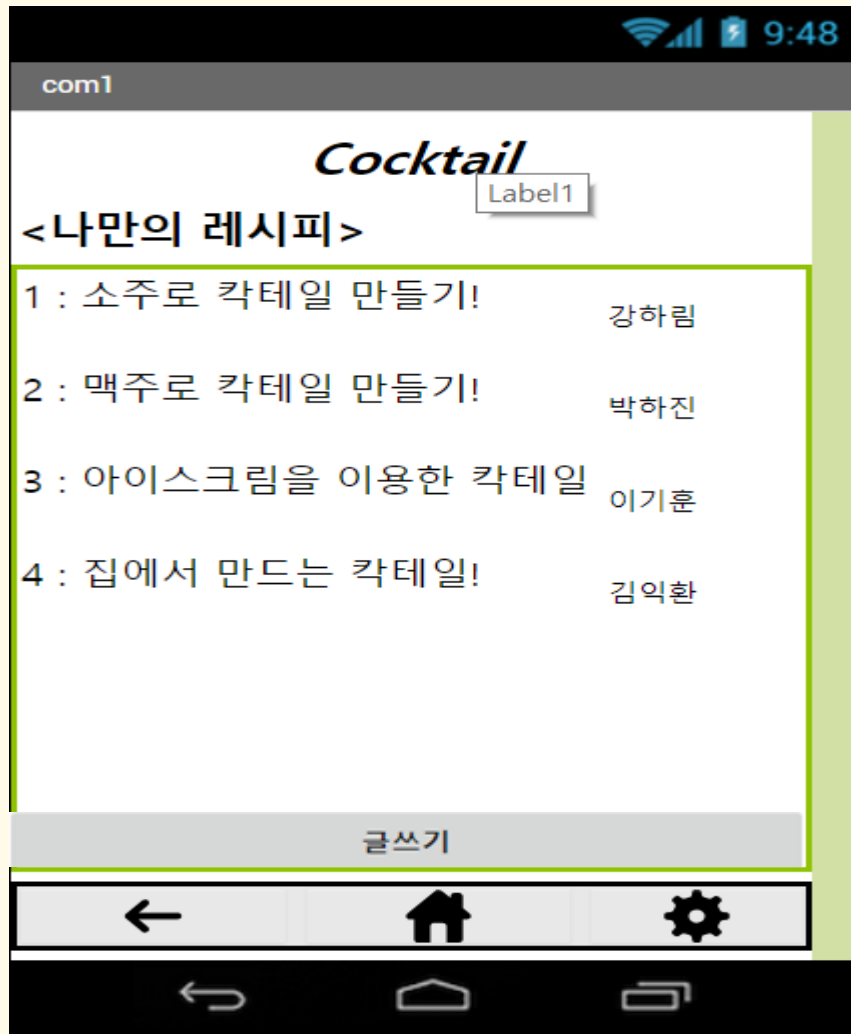 9:48
com1
Cocktail
Label1
<나만의 레시피>
1 : 소주로 칵테일 만들기!
강하림
2 : 맥주로 칵테일 만들기!
박하진
3 : 아이스크림을 이용한 칵테일
이기훈
4 : 집에서 만드는 칵테일!
김익환
글쓰기